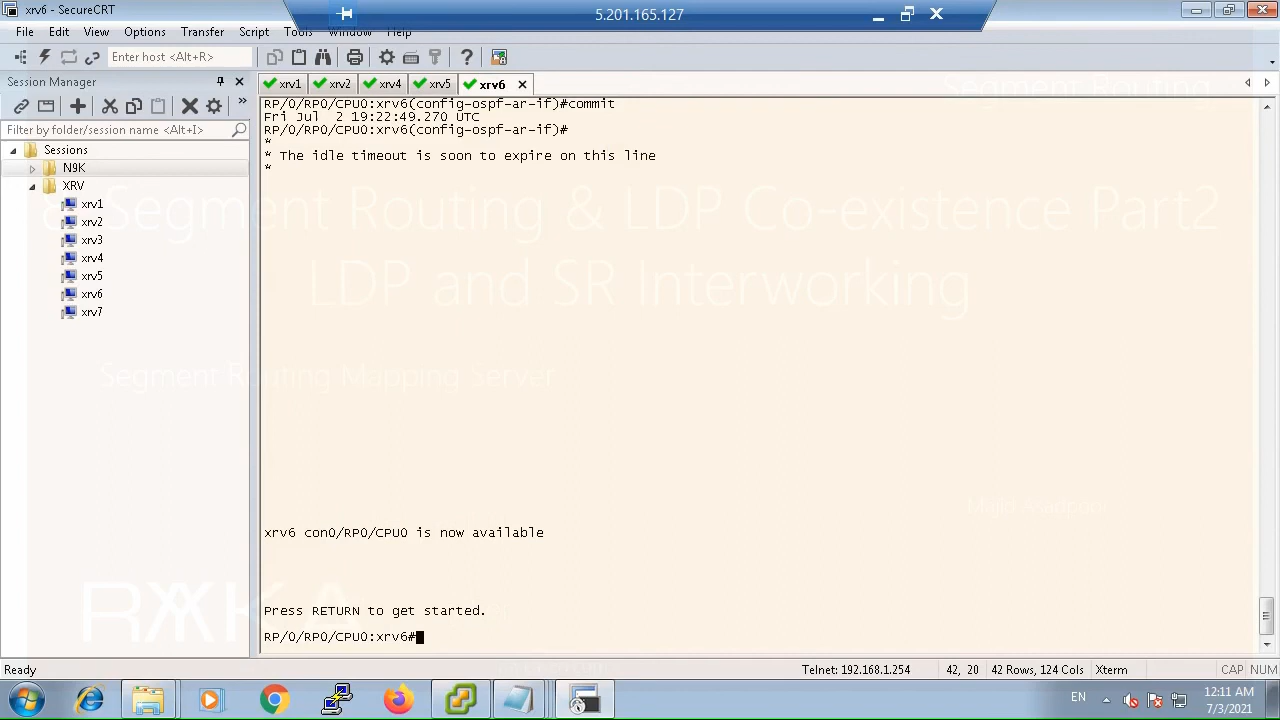 xrv6 - SecureCRT
5.201.165.127
File Edit View Options Transfer Script Tools Window Help
Enter host <Alt+R>
Session Manager
xrv1 xrv2 xrv4 xrv5 xrv6
Filter by folder/session name <Alt+I>
Sessions
N9K
XRV
xrv1
xrv2
xrv3
xrv4
xrv5
xrv6
xrv7
RP/0/RP0/CPU0:xrv6(config-ospf-ar-if)#commit
Fri Jul 2 19:22:49.270 UTC
RP/0/RP0/CPU0:xrv6(config-ospf-ar-if)#
*
* The idle timeout is soon to expire on this line
*
Segment Routing
8. Segment Routing & LDP Co-existence Part2
LDP and SR Interworking
Segment Routing Mapping Server
xrv6 con0/RP0/CPU0 is now available
Press RETURN to get started.
RP/0/RP0/CPU0:xrv6#
Ready
Telnet: 192.168.1.254
42, 20
42 Rows, 124 Cols
Xterm
CAP NUM
EN
12:11 AM
7/3/2021